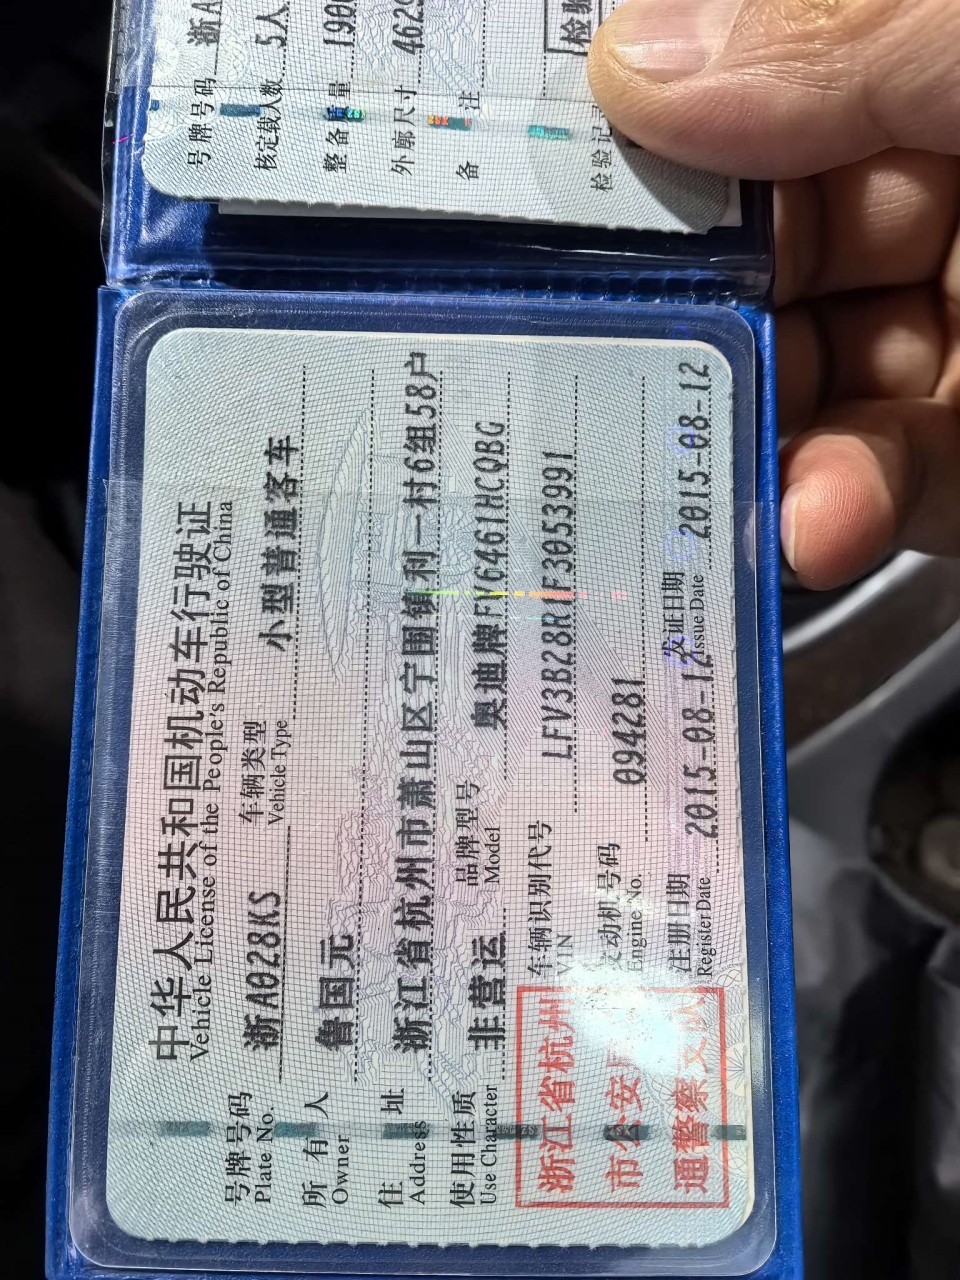 中华人民共和国机动车行驶证
Vehicle License of the People's Republic of China
号牌号码 浙A028KS 车辆类型 小型普通客车
Plate No. Vehicle Type
所有人 鲁国元
Owner
住址 浙江省杭州市萧山区宁围镇利一村6组58户
Address
使用性质 非营运 品牌型号 奥迪牌FV6461HCQBG
Use Character Model
浙江省杭州
市公安局
通警察支队
车辆识别代号 LFV3B28R1F3053991
VIN
发动机号码 094281
Engine No.
注册日期 2015-08-12 发证日期 2015-08-12
Register Date Issue Date
号牌号码 浙A
核定载人数 5人
整备质量
外廓尺寸
备注
检验记